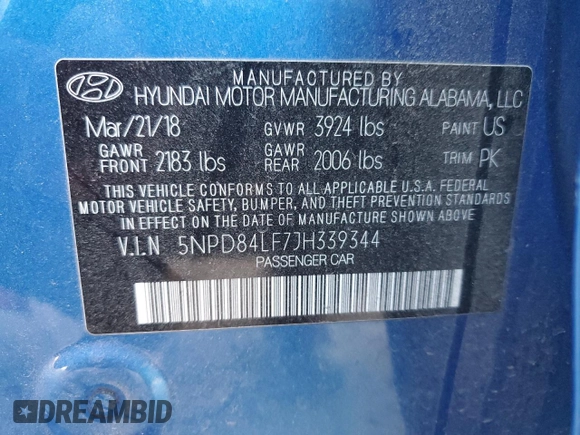 MANUFACTURED BY
HYUNDAI MOTOR MANUFACTURING ALABAMA, LLC
Mar/21/18 GVWR 3924 lbs PAINT US
GAWR FRONT 2183 lbs GAWR REAR 2006 lbs TRIM PK
THIS VEHICLE CONFORMS TO ALL APPLICABLE U.S.A. FEDERAL
MOTOR VEHICLE SAFETY, BUMPER, AND THEFT PREVENTION
STANDARDS IN EFFECT ON THE DATE OF MANUFACTURE SHOWN ABOVE.
V.I.N 5NPD84LF7JH339344
PASSENGER CAR
DREAMBID